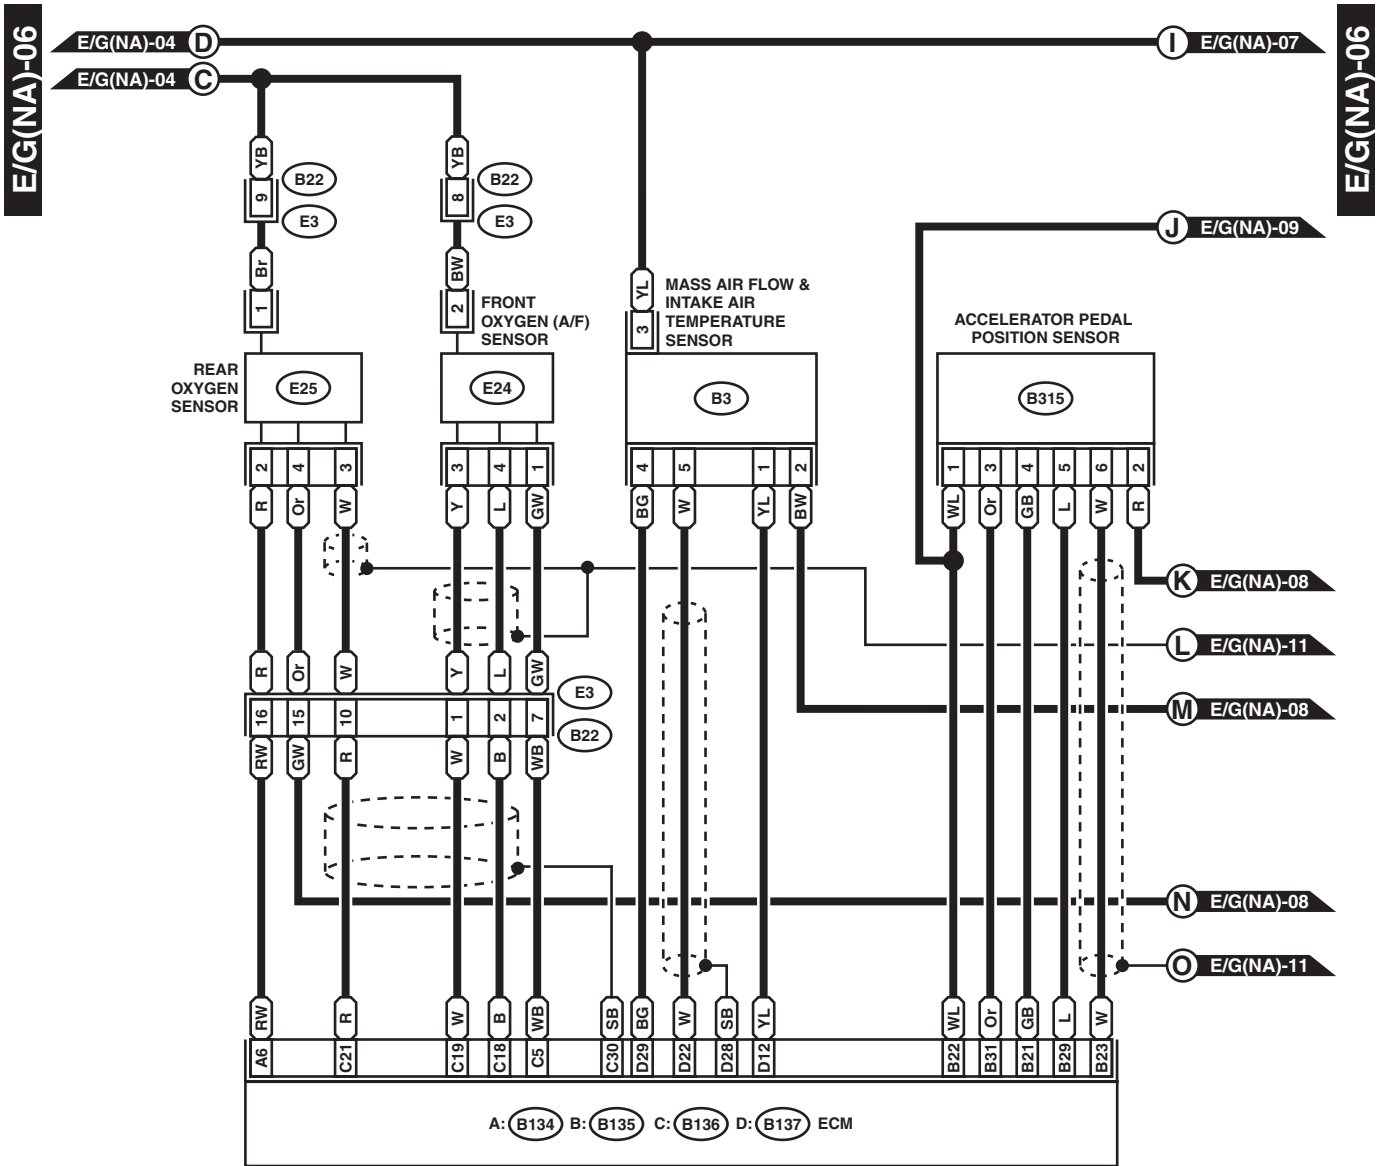 E/G(NA)-06
E/G(NA)-06
E/G(NA)-04 D
I E/G(NA)-07
E/G(NA)-04 C
YB YB
9 B22 8 B22
E3 E3
J E/G(NA)-09
Br BW YL
1 2 3
FRONT
OXYGEN (A/F)
SENSOR
MASS AIR FLOW &
INTAKE AIR
TEMPERATURE
SENSOR
ACCELERATOR PEDAL
POSITION SENSOR
REAR
OXYGEN
SENSOR
E25 E24 B3 B315
2 4 3 3 4 1 4 5 1 2 1 3 4 5 6 2
R Or W Y L GW BG W YL BW WL Or GB L W R
K E/G(NA)-08
L E/G(NA)-11
R Or W Y L GW
E3
M E/G(NA)-08
16 15 10 1 2 7
B22
RW GW R W B WB
N E/G(NA)-08
O E/G(NA)-11
RW R W B WB SB BG W SB YL WL Or GB L W
A6 C21 C19 C18 C5 C30 D29 D22 D28 D12 B22 B31 B21 B29 B23
A: B134 B: B135 C: B136 D: B137 ECM